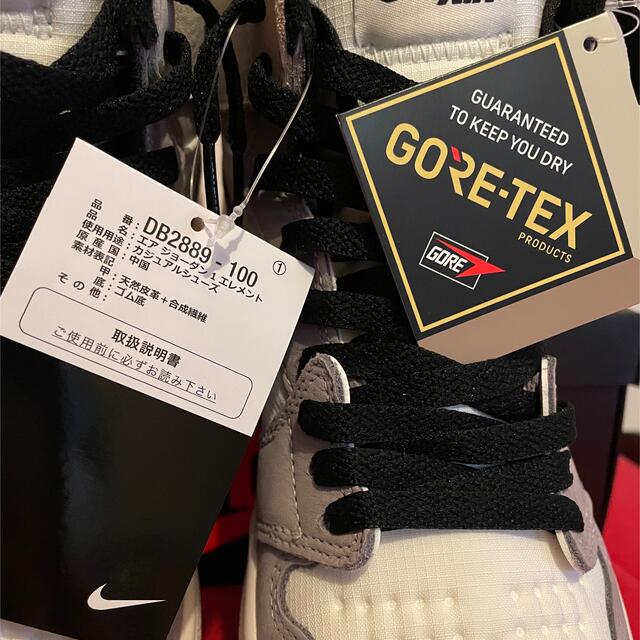 品番: DB2889-100 ①
品名: エア ジョーダン 1 エレメント
使用用途: カジュアルシューズ
原産国: 中国
素材表記
甲: 天然皮革+合成繊維
底: ゴム底
その他:
取扱説明書
ご使用前に必ずお読み下さい
GUARANTEED
TO KEEP YOU DRY
GORE-TEX
PRODUCTS
GORE